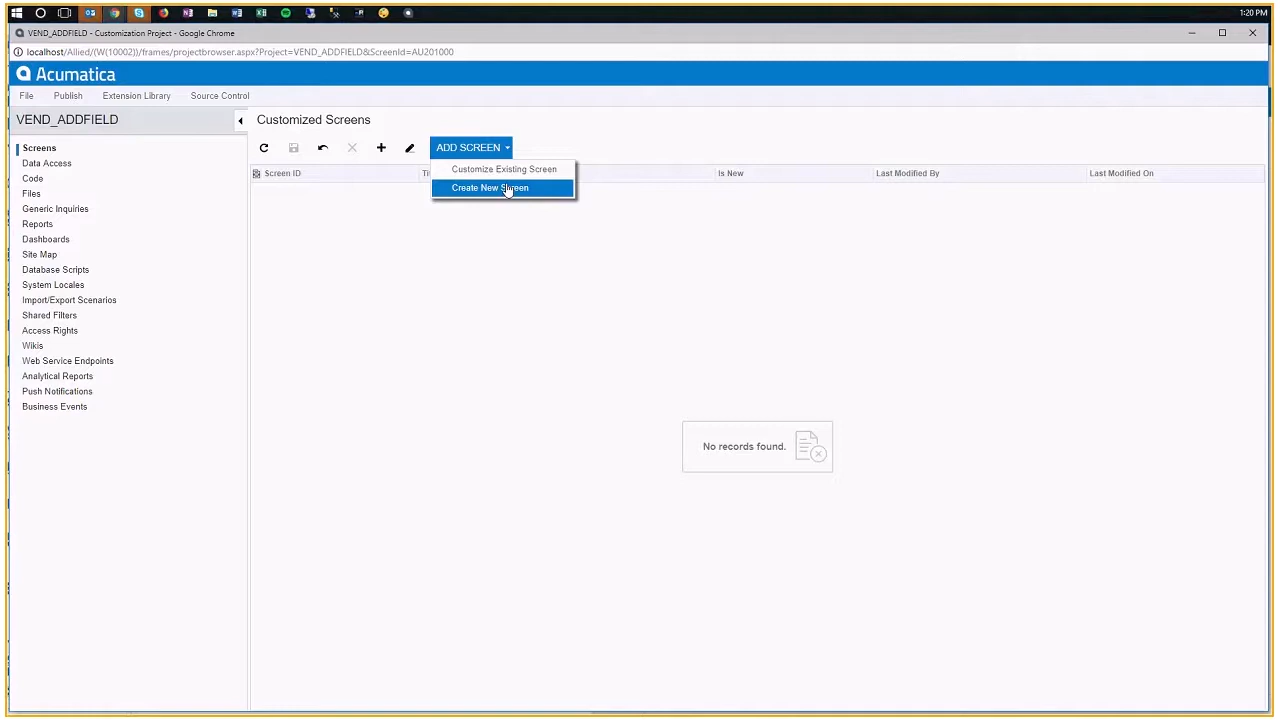 1:20 PM
VEND_ADDFIELD - Customization Project - Google Chrome
localhost/Allied/(W(10002))/frames/projectbrowser.aspx?Project=VEND_ADDFIELD&ScreenId=AU201000
Acumatica
File Publish Extension Library Source Control
VEND_ADDFIELD
Customized Screens
ADD SCREEN
Customize Existing Screen
Create New Screen
Screen ID Is New Last Modified By Last Modified On
No records found.
Screens
Data Access
Code
Files
Generic Inquiries
Reports
Dashboards
Site Map
Database Scripts
System Locales
Import/Export Scenarios
Shared Filters
Access Rights
Wikis
Web Service Endpoints
Analytical Reports
Push Notifications
Business Events